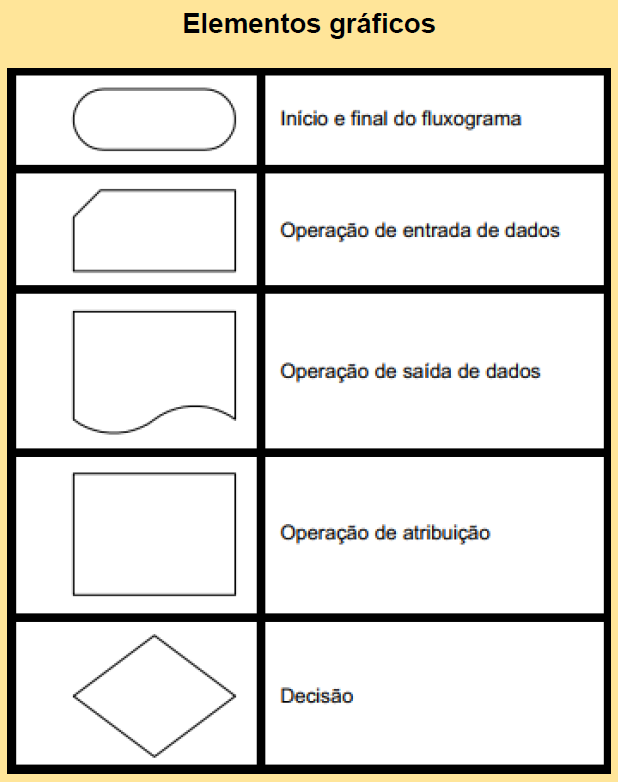 Elementos gráficos
Início e final do fluxograma
Operação de entrada de dados
Operação de saída de dados
Operação de atribuição
Decisão